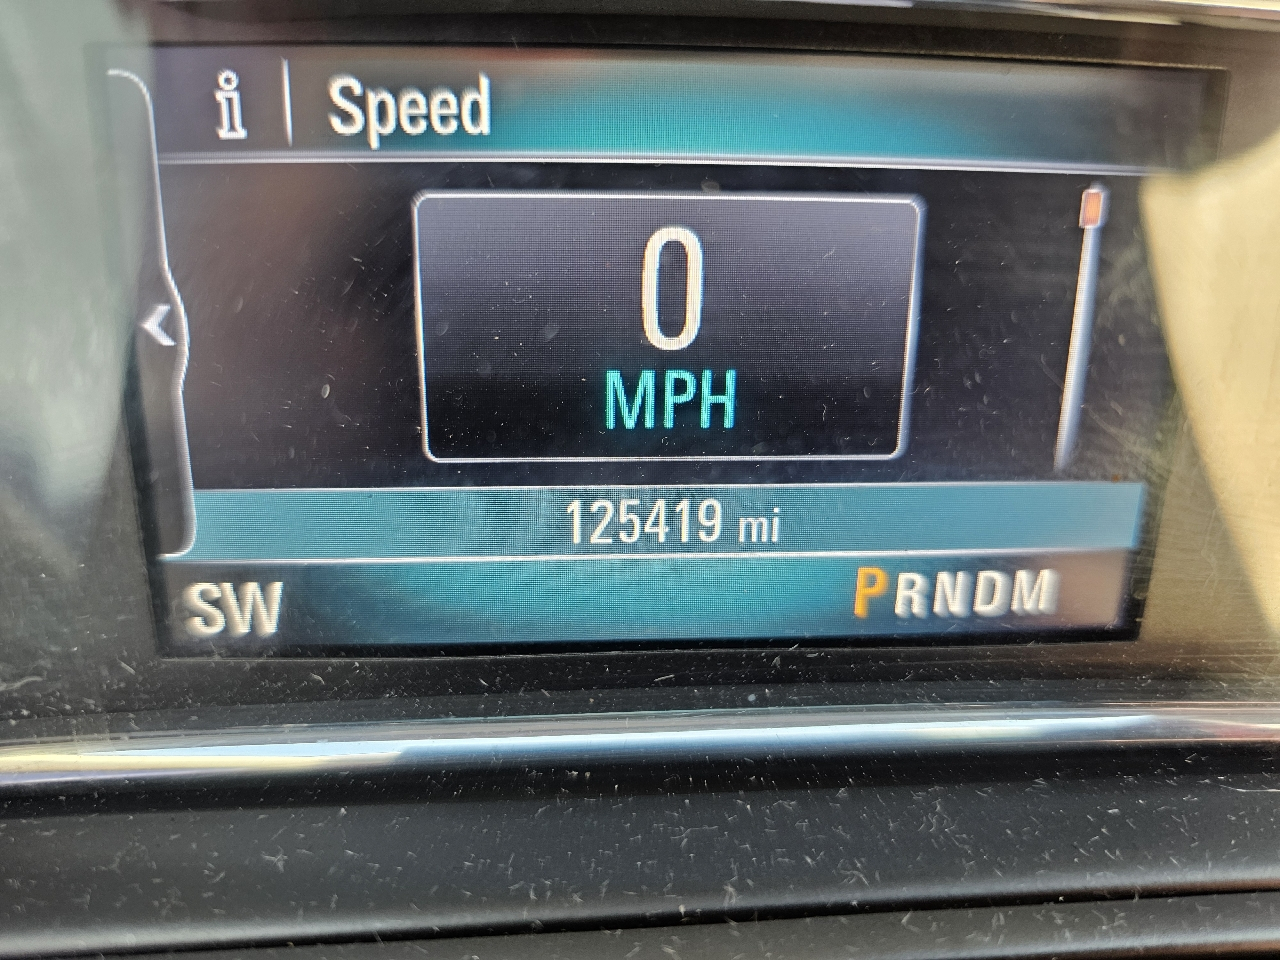 i Speed
0
MPH
125419 mi
SW PRNDM